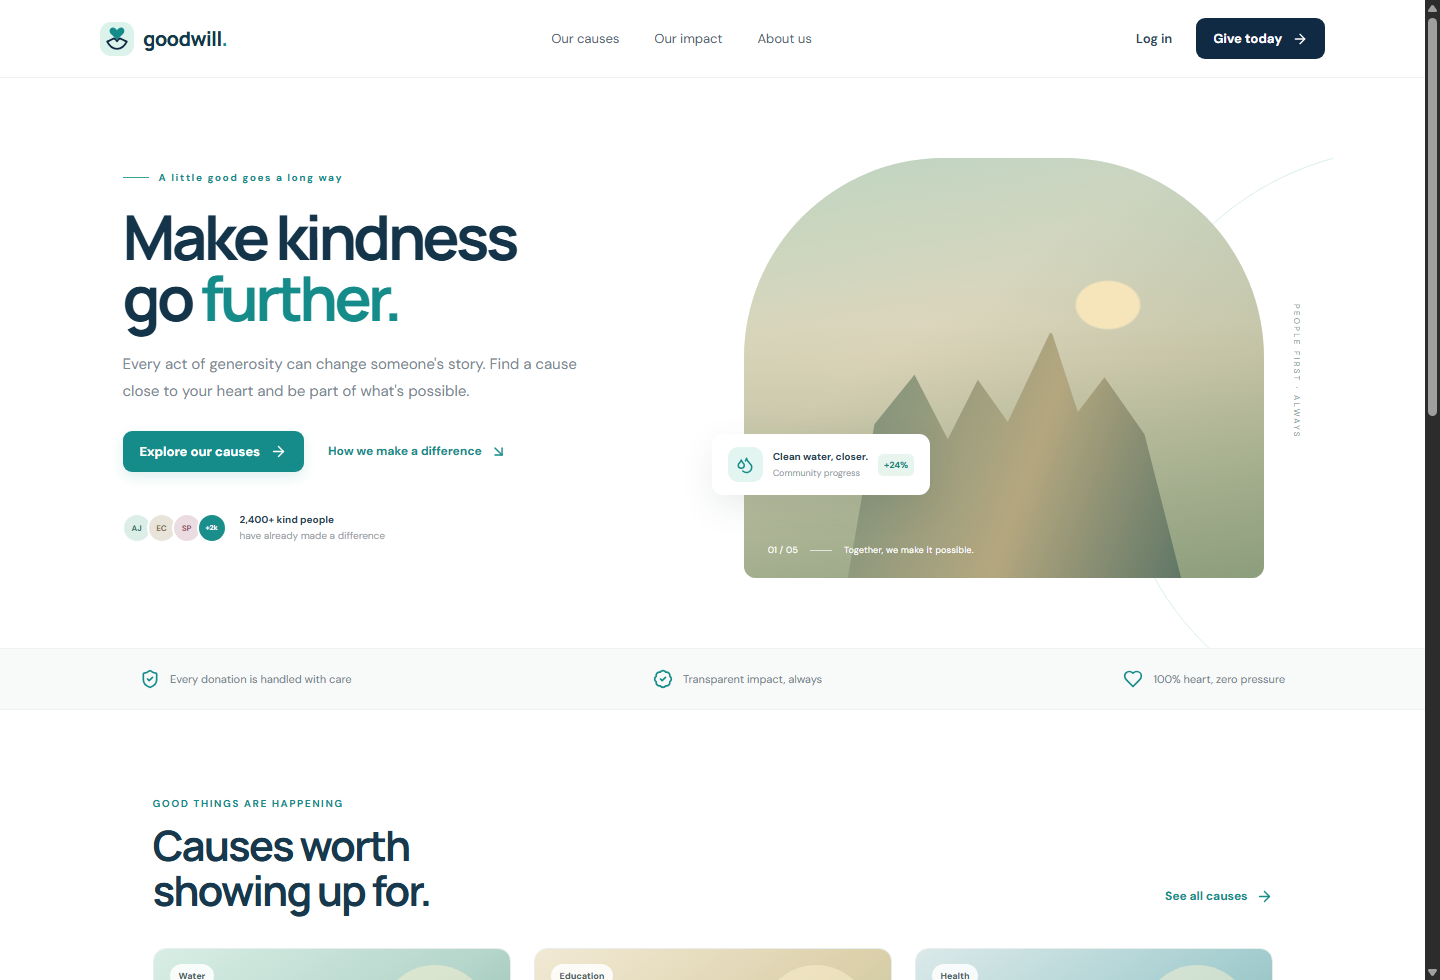 goodwill.
Our causes
Our impact
About us
Log in
Give today
A little good goes a long way
Make kindness
go further.
Every act of generosity can change someone's story. Find a cause
close to your heart and be part of what's possible.
Explore our causes
How we make a difference
AJ
EC
SP
+2k
2,400+ kind people
have already made a difference
Clean water, closer.
Community progress
+24%
01 / 05
Together, we make it possible.
PEOPLE FIRST · ALWAYS
Every donation is handled with care
Transparent impact, always
100% heart, zero pressure
GOOD THINGS ARE HAPPENING
Causes worth
showing up for.
See all causes
Water
Education
Health